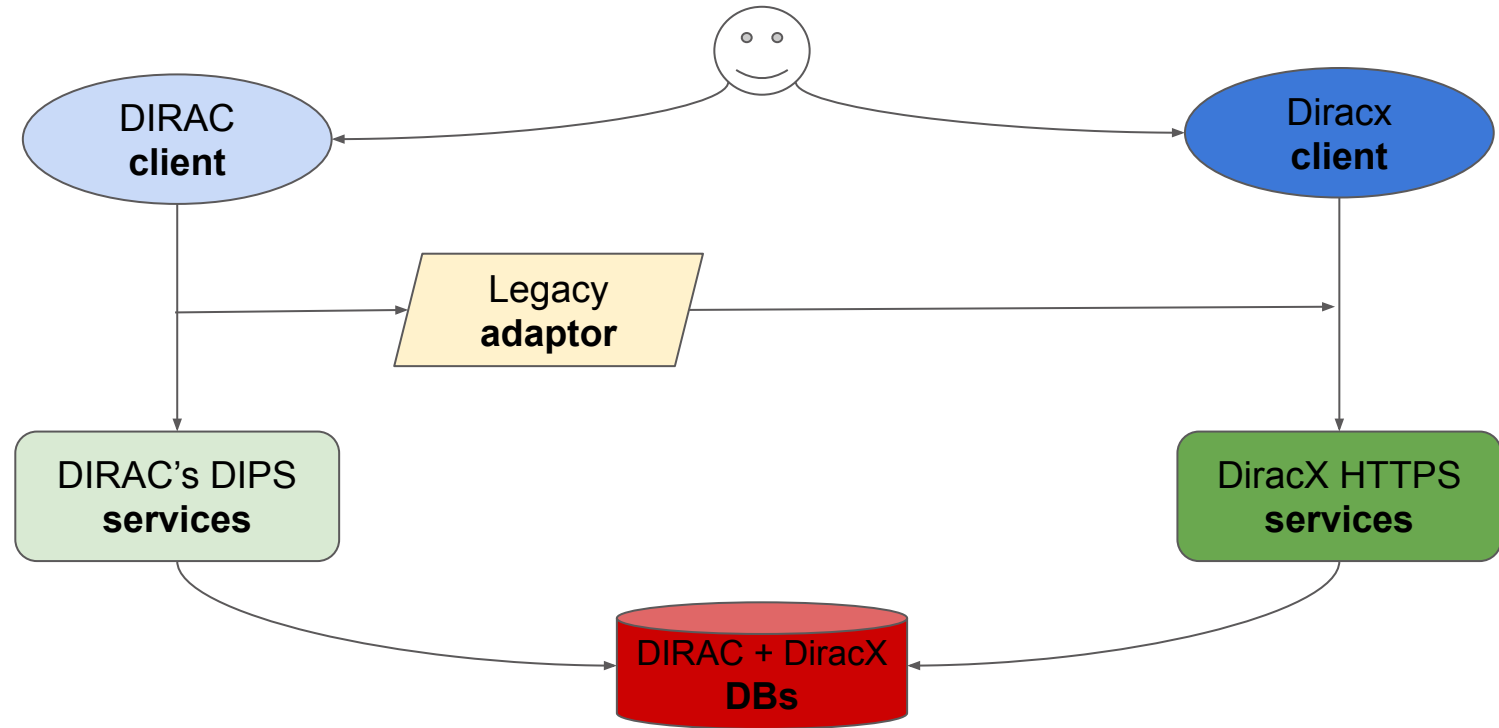 DIRAC
client
Diracx
client
Legacy
adaptor
DIRAC's DIPS
services
DiracX HTTPS
services
DIRAC + DiracX
DBs